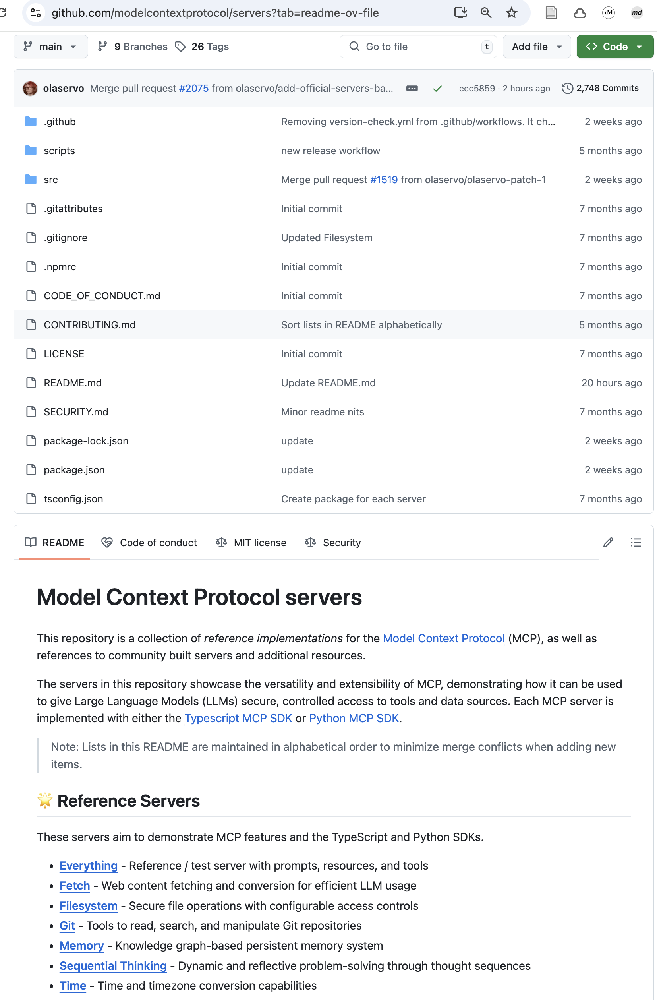 github.com/modelcontextprotocol/servers?tab=readme-ov-file rM md
main 9 Branches 26 Tags Go to file t Add file Code
olaservo Merge pull request #2075 from olaservo/add-official-servers-ba... eec5859 · 2 hours ago 2,748 Commits
.github Removing version-check.yml from .github/workflows. It ch... 2 weeks ago
scripts new release workflow 5 months ago
src Merge pull request #1519 from olaservo/olaservo-patch-1 2 weeks ago
.gitattributes Initial commit 7 months ago
.gitignore Updated Filesystem 7 months ago
.npmrc Initial commit 7 months ago
CODE_OF_CONDUCT.md Initial commit 7 months ago
CONTRIBUTING.md Sort lists in README alphabetically 5 months ago
LICENSE Initial commit 7 months ago
README.md Update README.md 20 hours ago
SECURITY.md Minor readme nits 7 months ago
package-lock.json update 2 weeks ago
package.json update 2 weeks ago
tsconfig.json Create package for each server 7 months ago
README Code of conduct MIT license Security
Model Context Protocol servers
This repository is a collection of reference implementations for the Model Context Protocol (MCP), as well as
references to community built servers and additional resources.
The servers in this repository showcase the versatility and extensibility of MCP, demonstrating how it can be used
to give Large Language Models (LLMs) secure, controlled access to tools and data sources. Each MCP server is
implemented with either the Typescript MCP SDK or Python MCP SDK.
Note: Lists in this README are maintained in alphabetical order to minimize merge conflicts when adding new
items.
🌟 Reference Servers
These servers aim to demonstrate MCP features and the TypeScript and Python SDKs.
• Everything - Reference / test server with prompts, resources, and tools
• Fetch - Web content fetching and conversion for efficient LLM usage
• Filesystem - Secure file operations with configurable access controls
• Git - Tools to read, search, and manipulate Git repositories
• Memory - Knowledge graph-based persistent memory system
• Sequential Thinking - Dynamic and reflective problem-solving through thought sequences
• Time - Time and timezone conversion capabilities